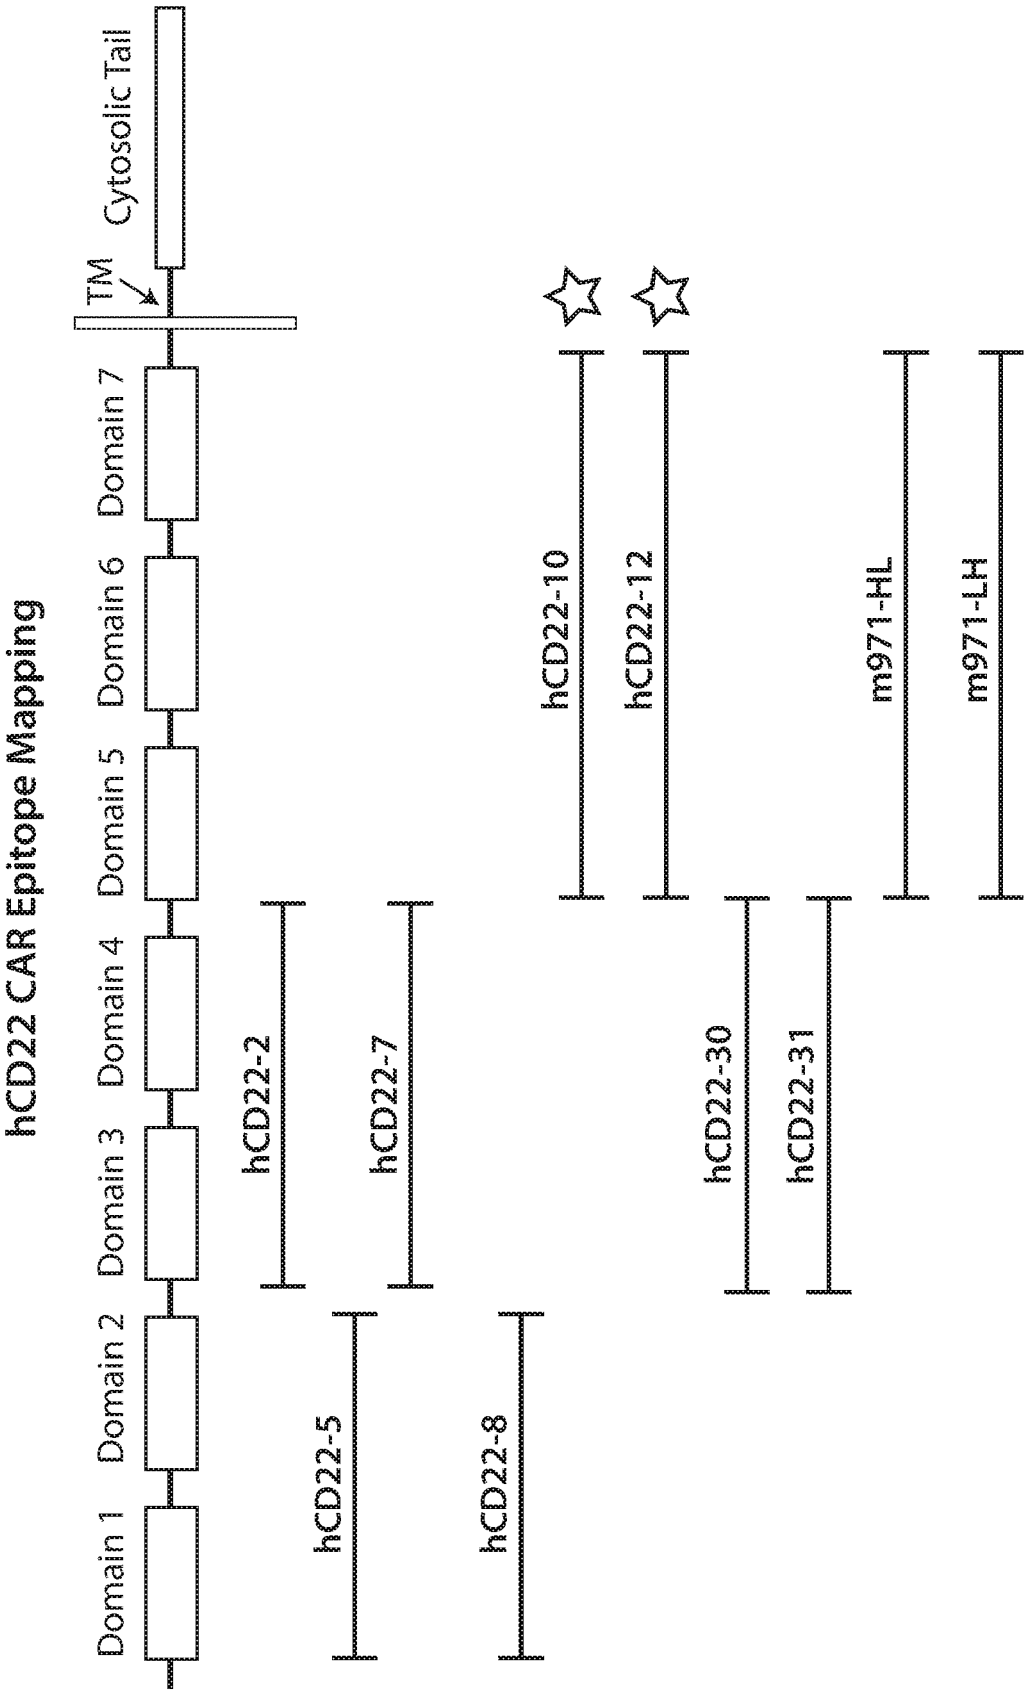 hCD22 CAR Epitope Mapping
Domain 1
Domain 2
Domain 3
Domain 4
Domain 5
Domain 6
Domain 7
TM
Cytosolic Tail
hCD22-2
hCD22-5
hCD22-7
hCD22-8
hCD22-10
hCD22-12
hCD22-30
hCD22-31
m971-HL
m971-LH